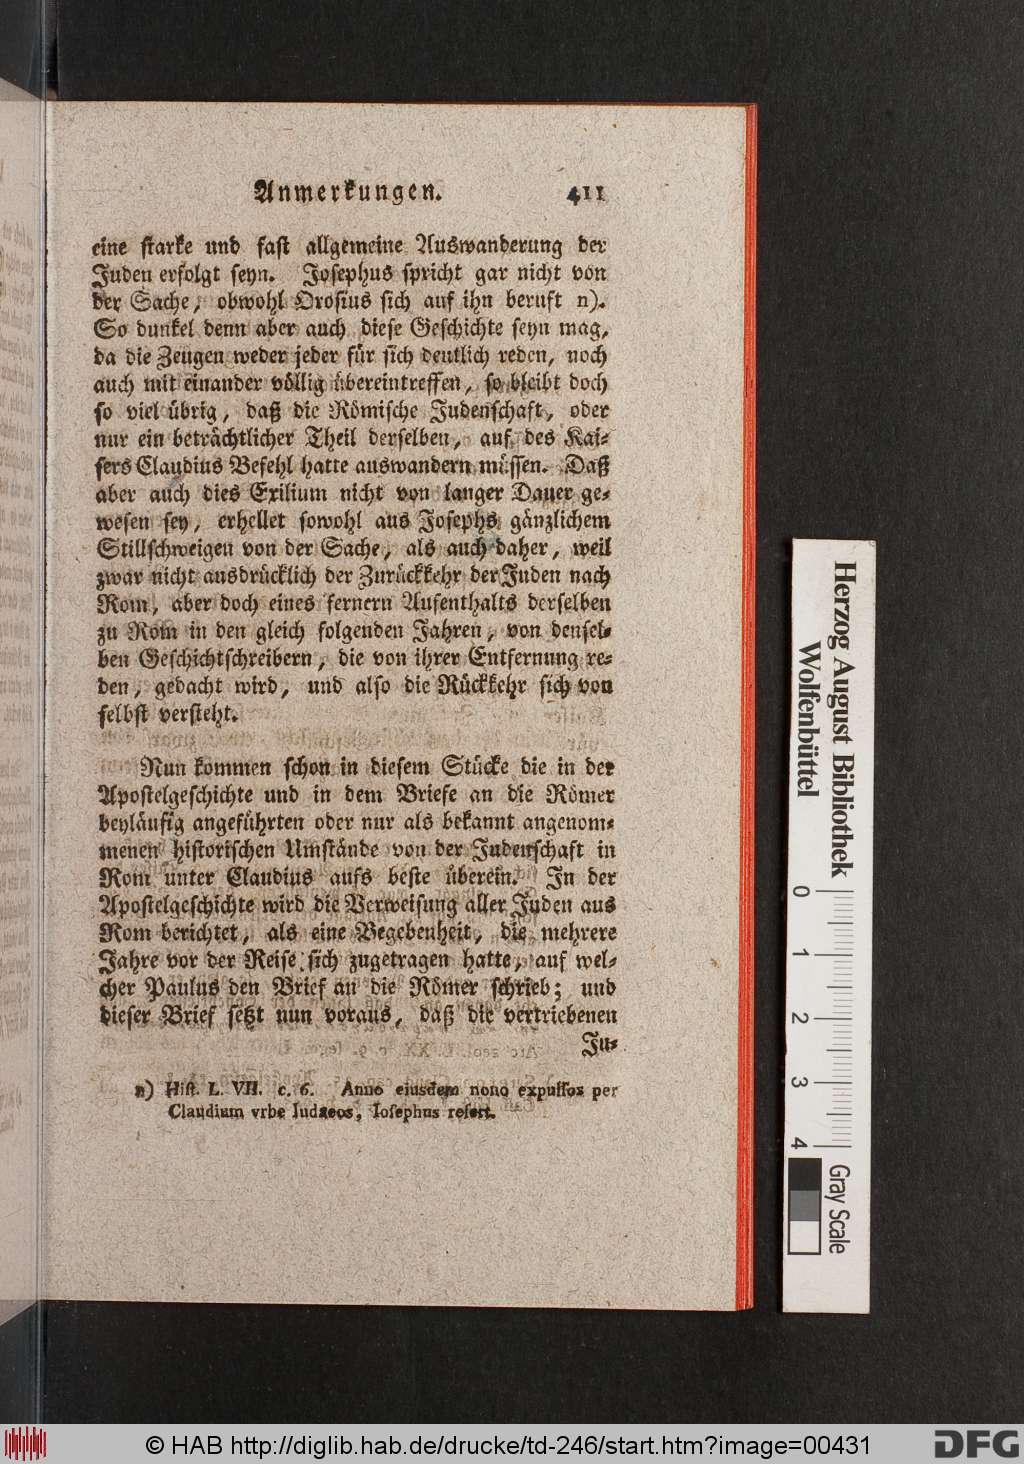 Anmerkungen. 411
eine starke und fast allgemeine Auswanderung der
Juden erfolgt seyn. Josephus spricht gar nicht von
der Sache, obwohl Orosius sich auf ihn beruft n).
So dunkel denn aber auch diese Geschichte seyn mag,
da die Zeugen weder jeder für sich deutlich reden, noch
auch mit einander völlig übereintreffen, so bleibt doch
so viel übrig, daß die Römische Judenschaft, oder
nur ein beträchtlicher Theil derselben, auf des Kai-
sers Claudius Befehl hatte auswandern müssen. Daß
aber auch dies Exilium nicht von langer Dauer ge-
wesen sey, erhellet sowohl aus Josephs gänzlichem
Stillschweigen von der Sache, als auch daher, weil
zwar nicht ausdrücklich der Zurückkehr der Juden nach
Rom, aber doch eines fernern Aufenthalts derselben
zu Rom in den gleich folgenden Jahren, von densel-
ben Geschichtschreibern, die von ihrer Entfernung re-
den, gedacht wird, und also die Rückkehr sich von
selbst versteht.
Nun kommen schon in diesem Stücke die in der
Apostelgeschichte und in dem Briefe an die Römer
beyläufig angeführten oder nur als bekannt angenom-
menen historischen Umstände von der Judenschaft in
Rom unter Claudius aufs beste überein. In der
Apostelgeschichte wird die Verweisung aller Juden aus
Rom berichtet, als eine Begebenheit, die mehrere
Jahre vor der Reise sich zugetragen hatte, auf wel-
cher Paulus den Brief an die Römer schrieb; und
dieser Brief setzt nun voraus, daß die vertriebenen
Ju-
n) Hist. L. VII. c. 6. Anno eiusdem nono expulsos per
Claudium vrbe Iudaeos, Iosephus refert.
Herzog August Bibliothek
Wolfenbüttel
0 1 2 3 4
Gray Scale
© HAB http://diglib.hab.de/drucke/td-246/start.htm?image=00431
DFG